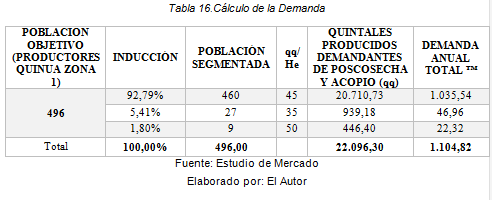 Tabla 16.Cálculo de la Demanda
POBLACIÓN OBJETIVO (PRODUCTORES QUINUA ZONA 1) INDUCCIÓN POBLACIÓN SEGMENTADA qq/He QUINTALES PRODUCIDOS DEMANDANTES DE POSCOSECHA Y ACOPIO (qq) DEMANDA ANUAL TOTAL ™
496 92,79% 460 45 20.710,73 1.035,54
5,41% 27 35 939,18 46,96
1,80% 9 50 446,40 22,32
Total 100,00% 496,00 22.096,30 1.104,82
Fuente: Estudio de Mercado
Elaborado por: El Autor